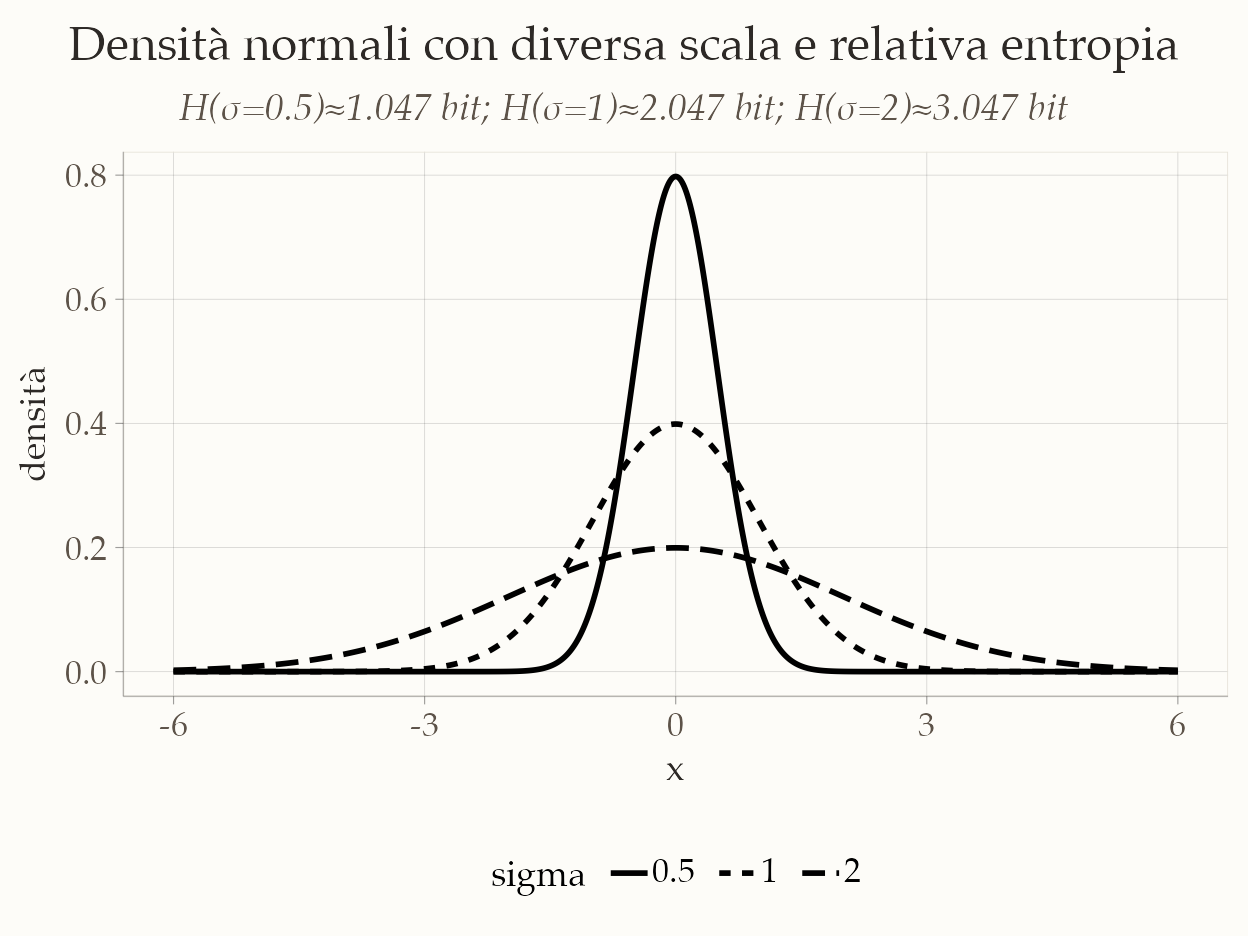 Densità normali con diversa scala e relativa entropia
H(σ=0.5)≈1.047 bit; H(σ=1)≈2.047 bit; H(σ=2)≈3.047 bit
densità
0.8
0.6
0.4
0.2
0.0
-6 -3 0 3 6
x
sigma 0.5 1 2